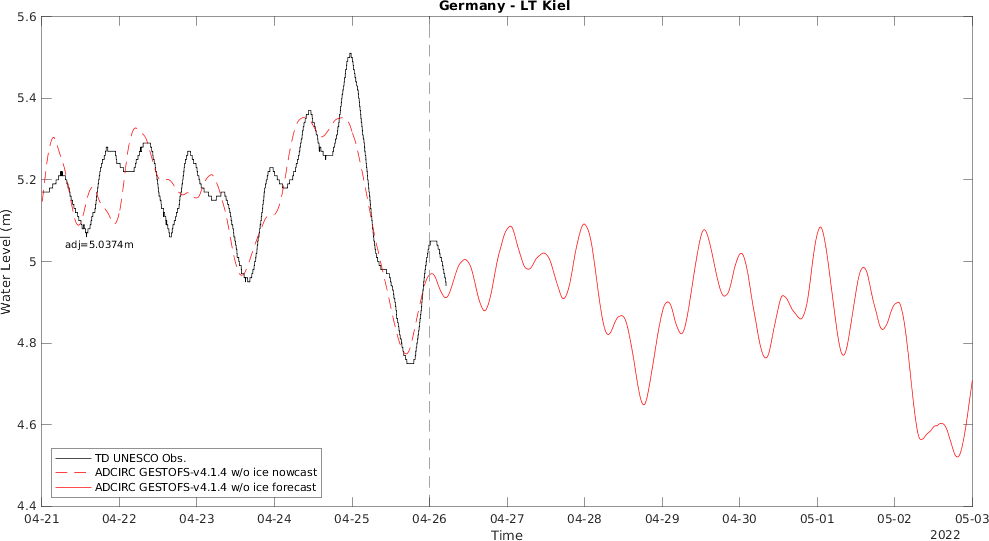 Germany - LT Kiel
5.6
5.4
5.2
5
4.8
4.6
4.4
Water Level (m)
adj=5.0374m
TD UNESCO Obs.
ADCIRC GESTOFS-v4.1.4 w/o ice nowcast
ADCIRC GESTOFS-v4.1.4 w/o ice forecast
04-21 04-22 04-23 04-24 04-25 04-26 04-27 04-28 04-29 04-30 05-01 05-02 05-03
Time
2022